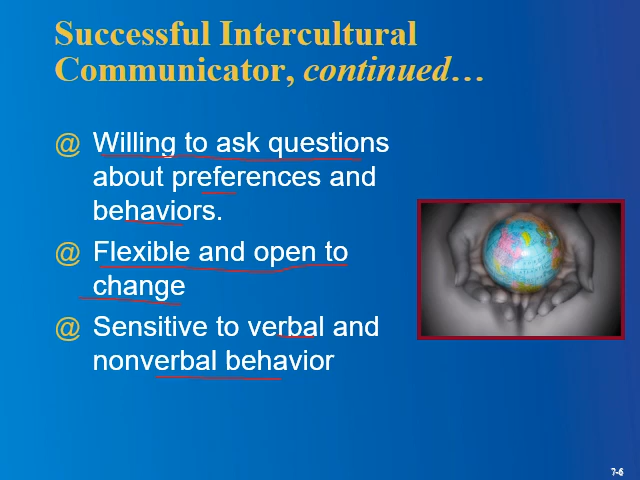 Successful Intercultural
Communicator, continued…
@ Willing to ask questions
about preferences and
behaviors.
@ Flexible and open to
change
@ Sensitive to verbal and
nonverbal behavior
7-6